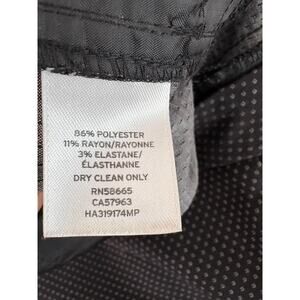 86% POLYESTER
11% RAYON/RAYONNE
3% ELASTANE/
ÉLASTHANNE
DRY CLEAN ONLY
RN58665
CA57963
HA319174MP